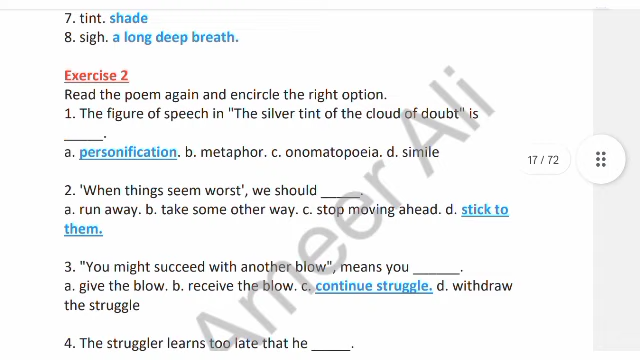 7. tint. shade
8. sigh. a long deep breath.
Exercise 2
Read the poem again and encircle the right option.
1. The figure of speech in "The silver tint of the cloud of doubt" is
_____.
a. personification. b. metaphor. c. onomatopoeia. d. simile
17 / 72
2. 'When things seem worst', we should _____.
a. run away. b. take some other way. c. stop moving ahead. d. stick to
them.
3. "You might succeed with another blow", means you ______.
a. give the blow. b. receive the blow. c. continue struggle. d. withdraw
the struggle
4. The struggler learns too late that he _____.
Ameer Ali